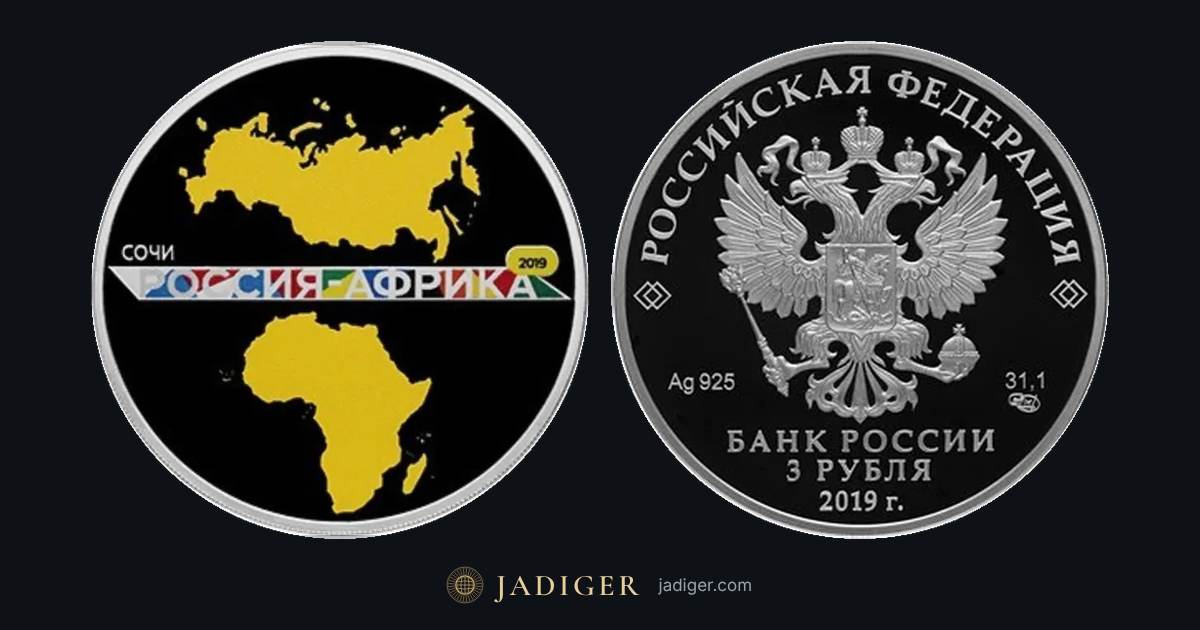 СОЧИ
2019
РОССИЯ-АФРИКА
РОССИЙСКАЯ ФЕДЕРАЦИЯ
Ag 925
31,1
БАНК РОССИИ
3 РУБЛЯ
2019 г.
JADIGER
jadiger.com